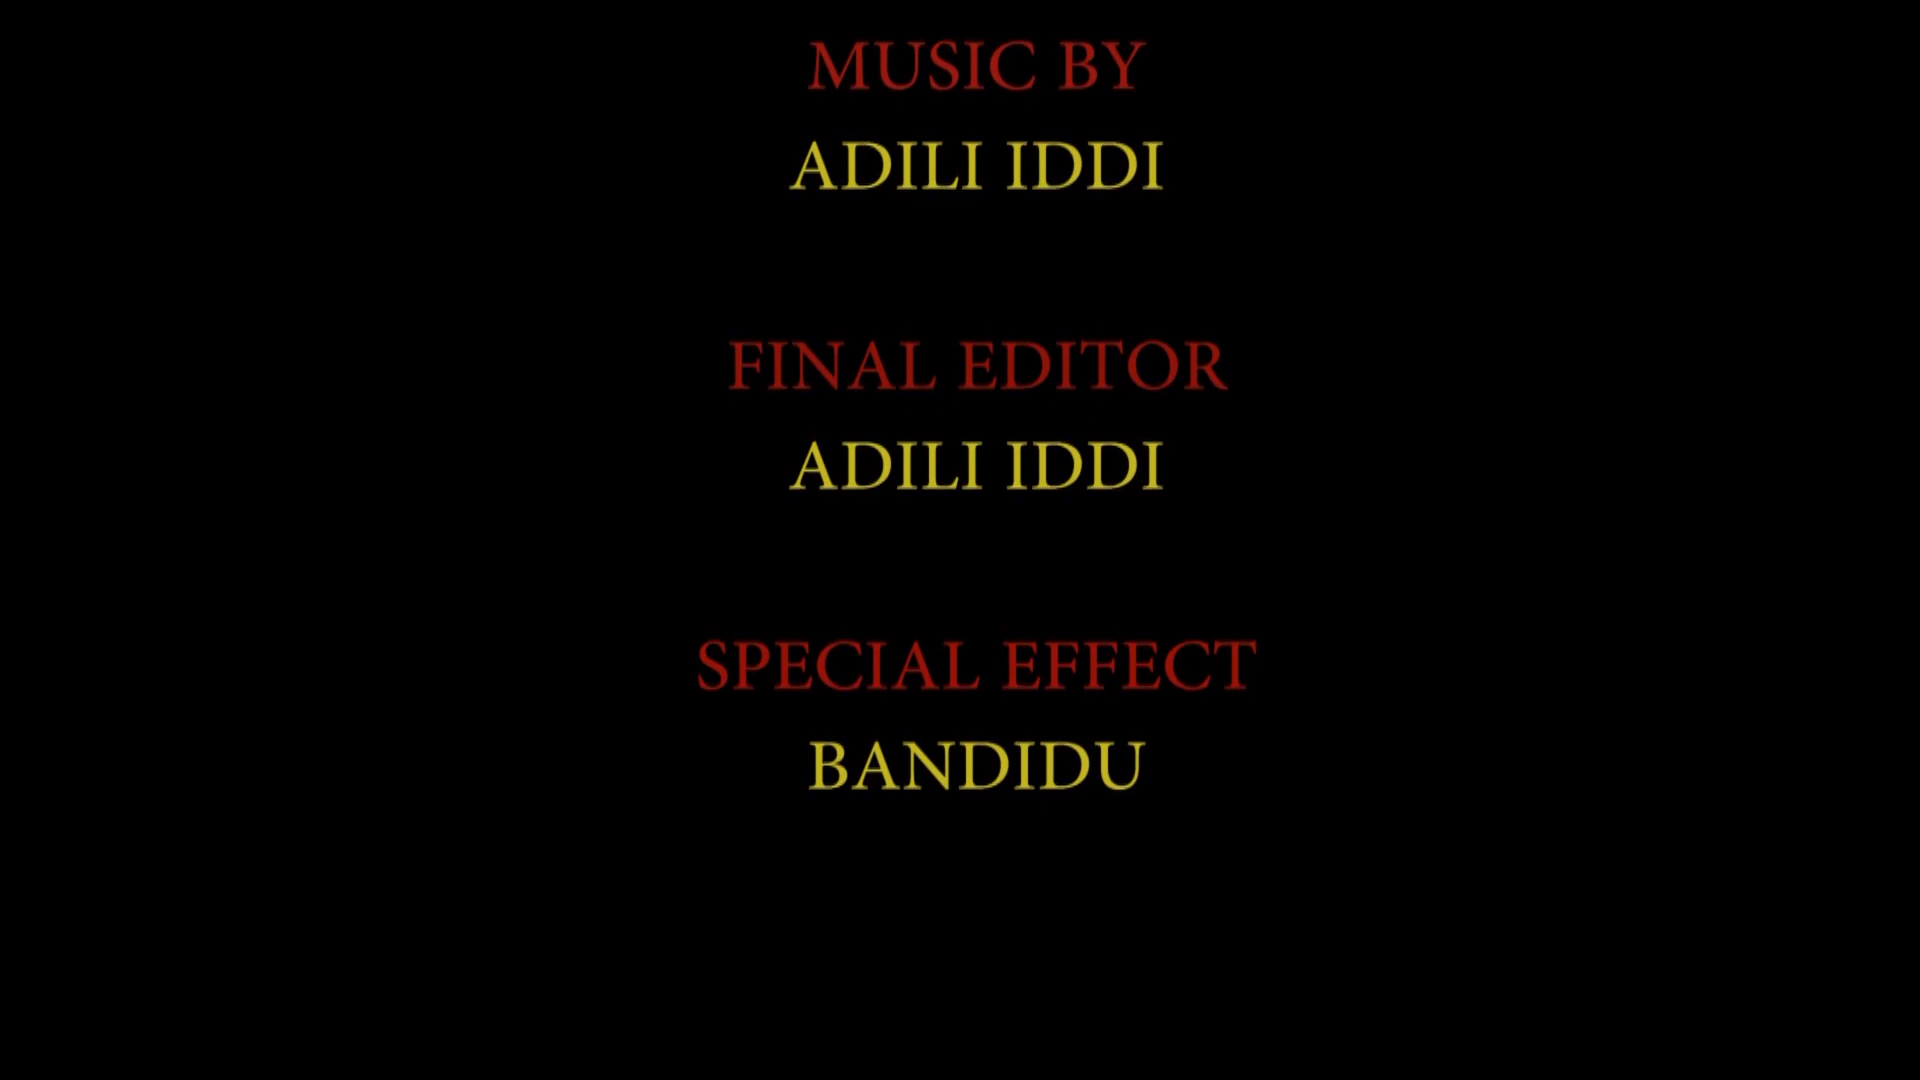 MUSIC BY
ADILI IDDI
FINAL EDITOR
ADILI IDDI
SPECIAL EFFECT
BANDIDU